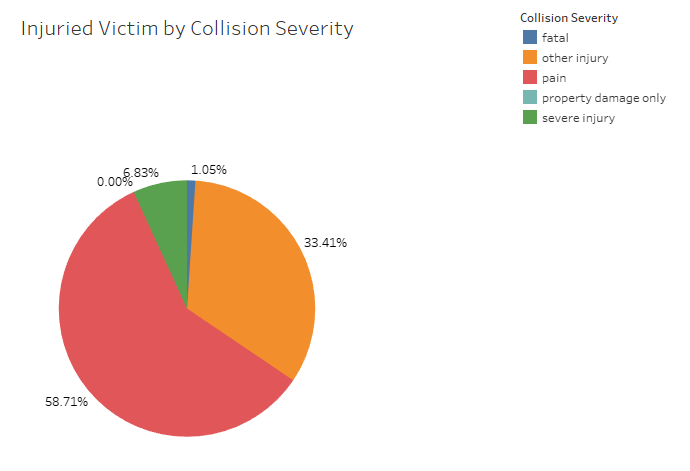 Injuried Victim by Collision Severity
Collision Severity
fatal
other injury
pain
property damage only
severe injury
6.83%
1.05%
0.00%
33.41%
58.71%